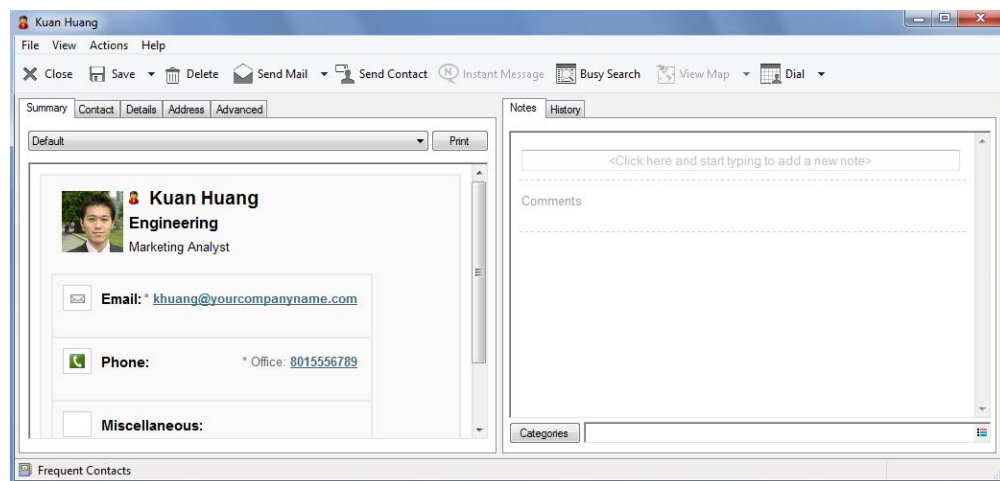 Kuan Huang
File View Actions Help
Close Save Delete Send Mail Send Contact Instant Message Busy Search View Map Dial
Summary Contact Details Address Advanced
Default Print
Kuan Huang
Engineering
Marketing Analyst
Email: * khuang@yourcompanyname.com
Phone: * Office: 8015556789
Miscellaneous:
Notes History
<Click here and start typing to add a new note>
Comments
Categories
Frequent Contacts